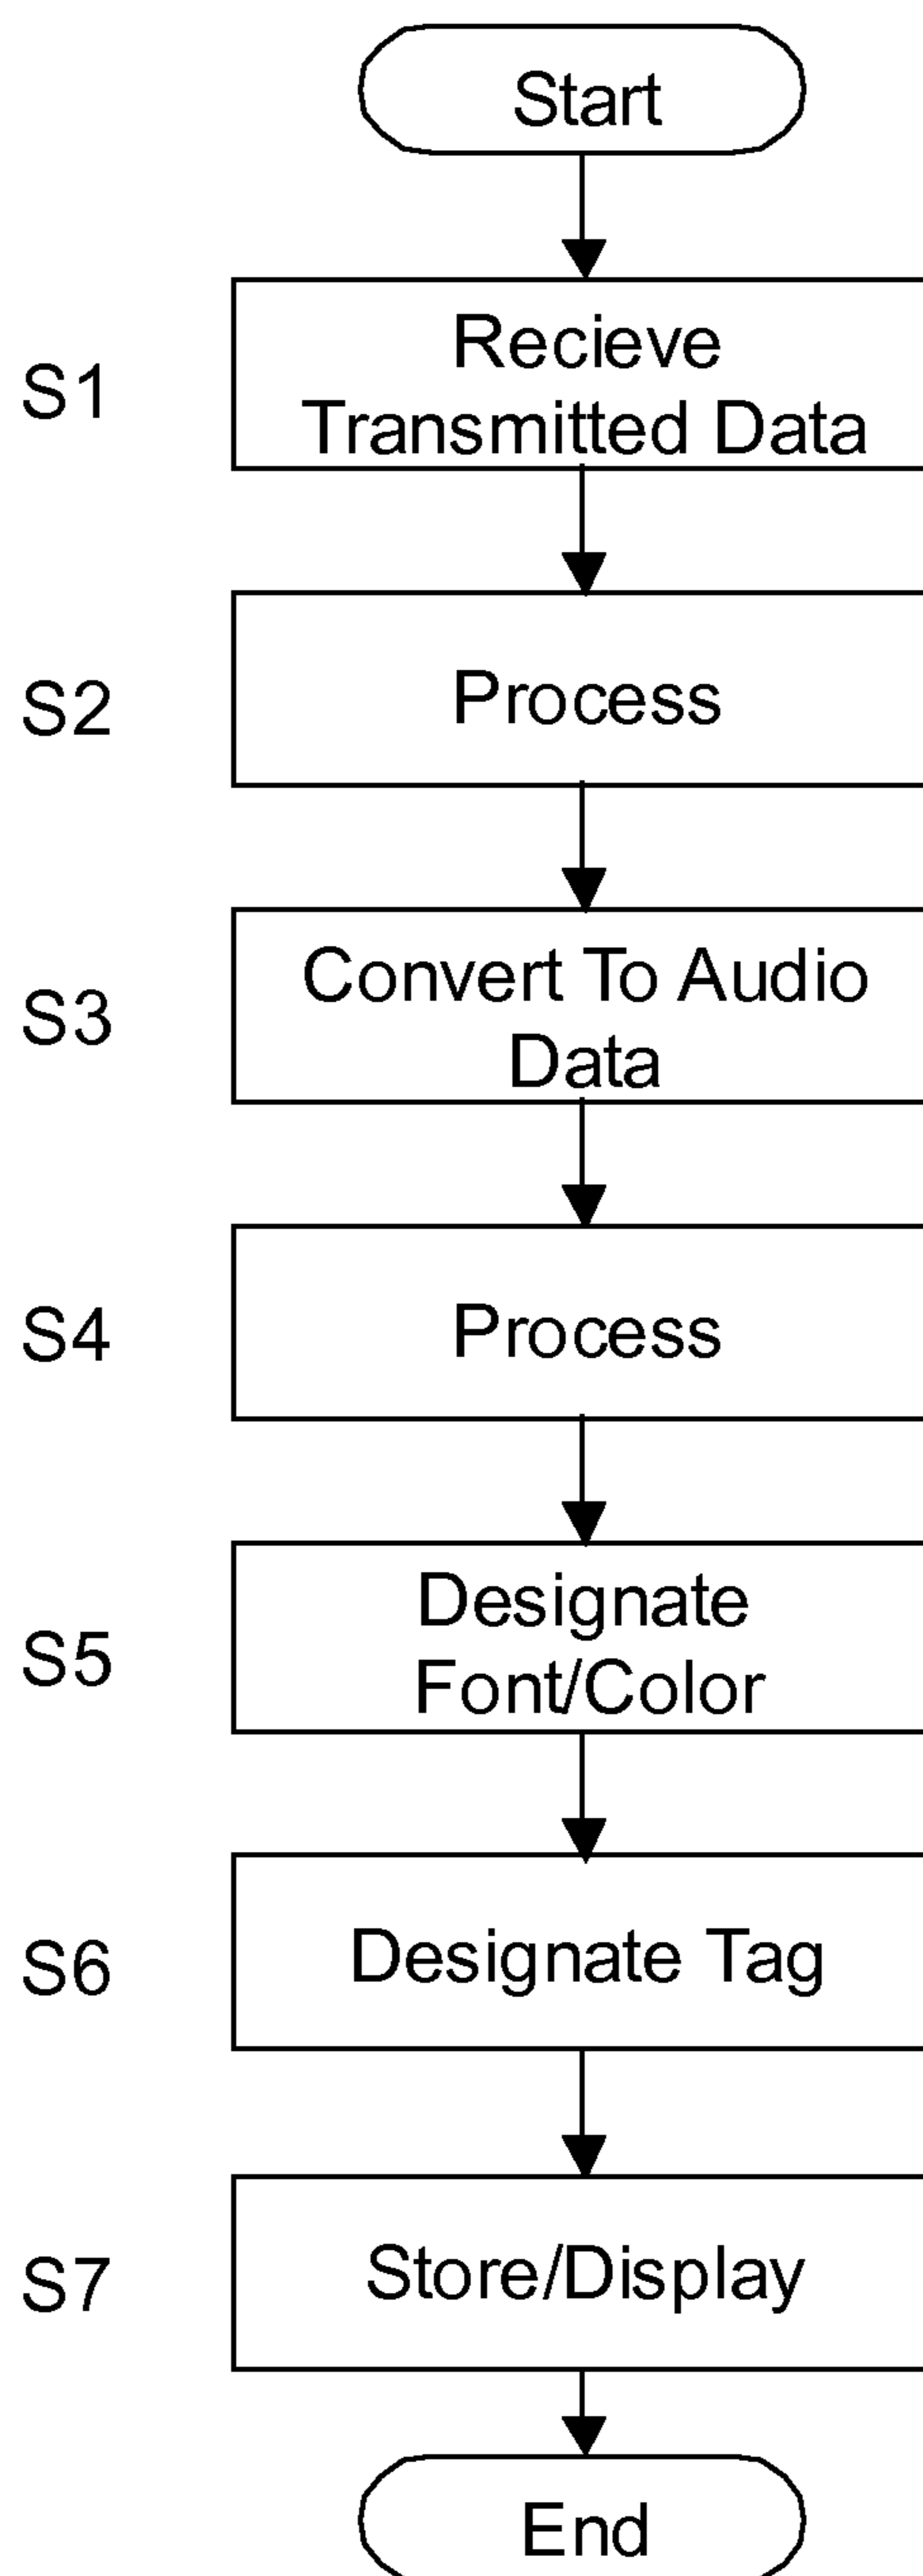 Start
S1
Recieve
Transmitted Data
S2
Process
S3
Convert To Audio
Data
S4
Process
S5
Designate
Font/Color
S6
Designate Tag
S7
Store/Display
End